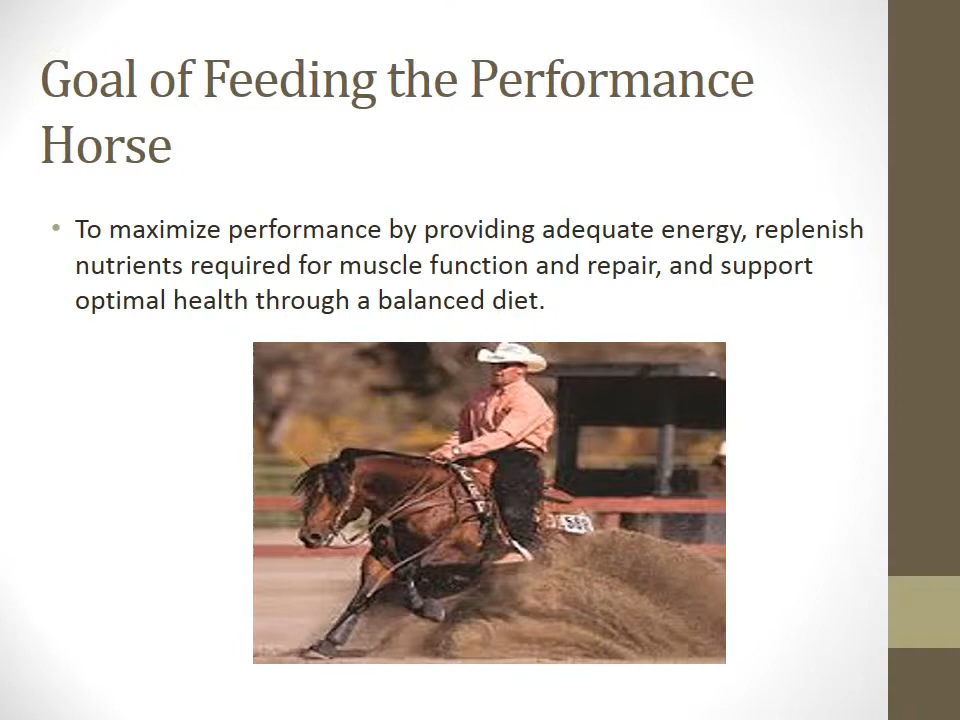 Goal of Feeding the Performance
Horse
• To maximize performance by providing adequate energy, replenish
nutrients required for muscle function and repair, and support
optimal health through a balanced diet.